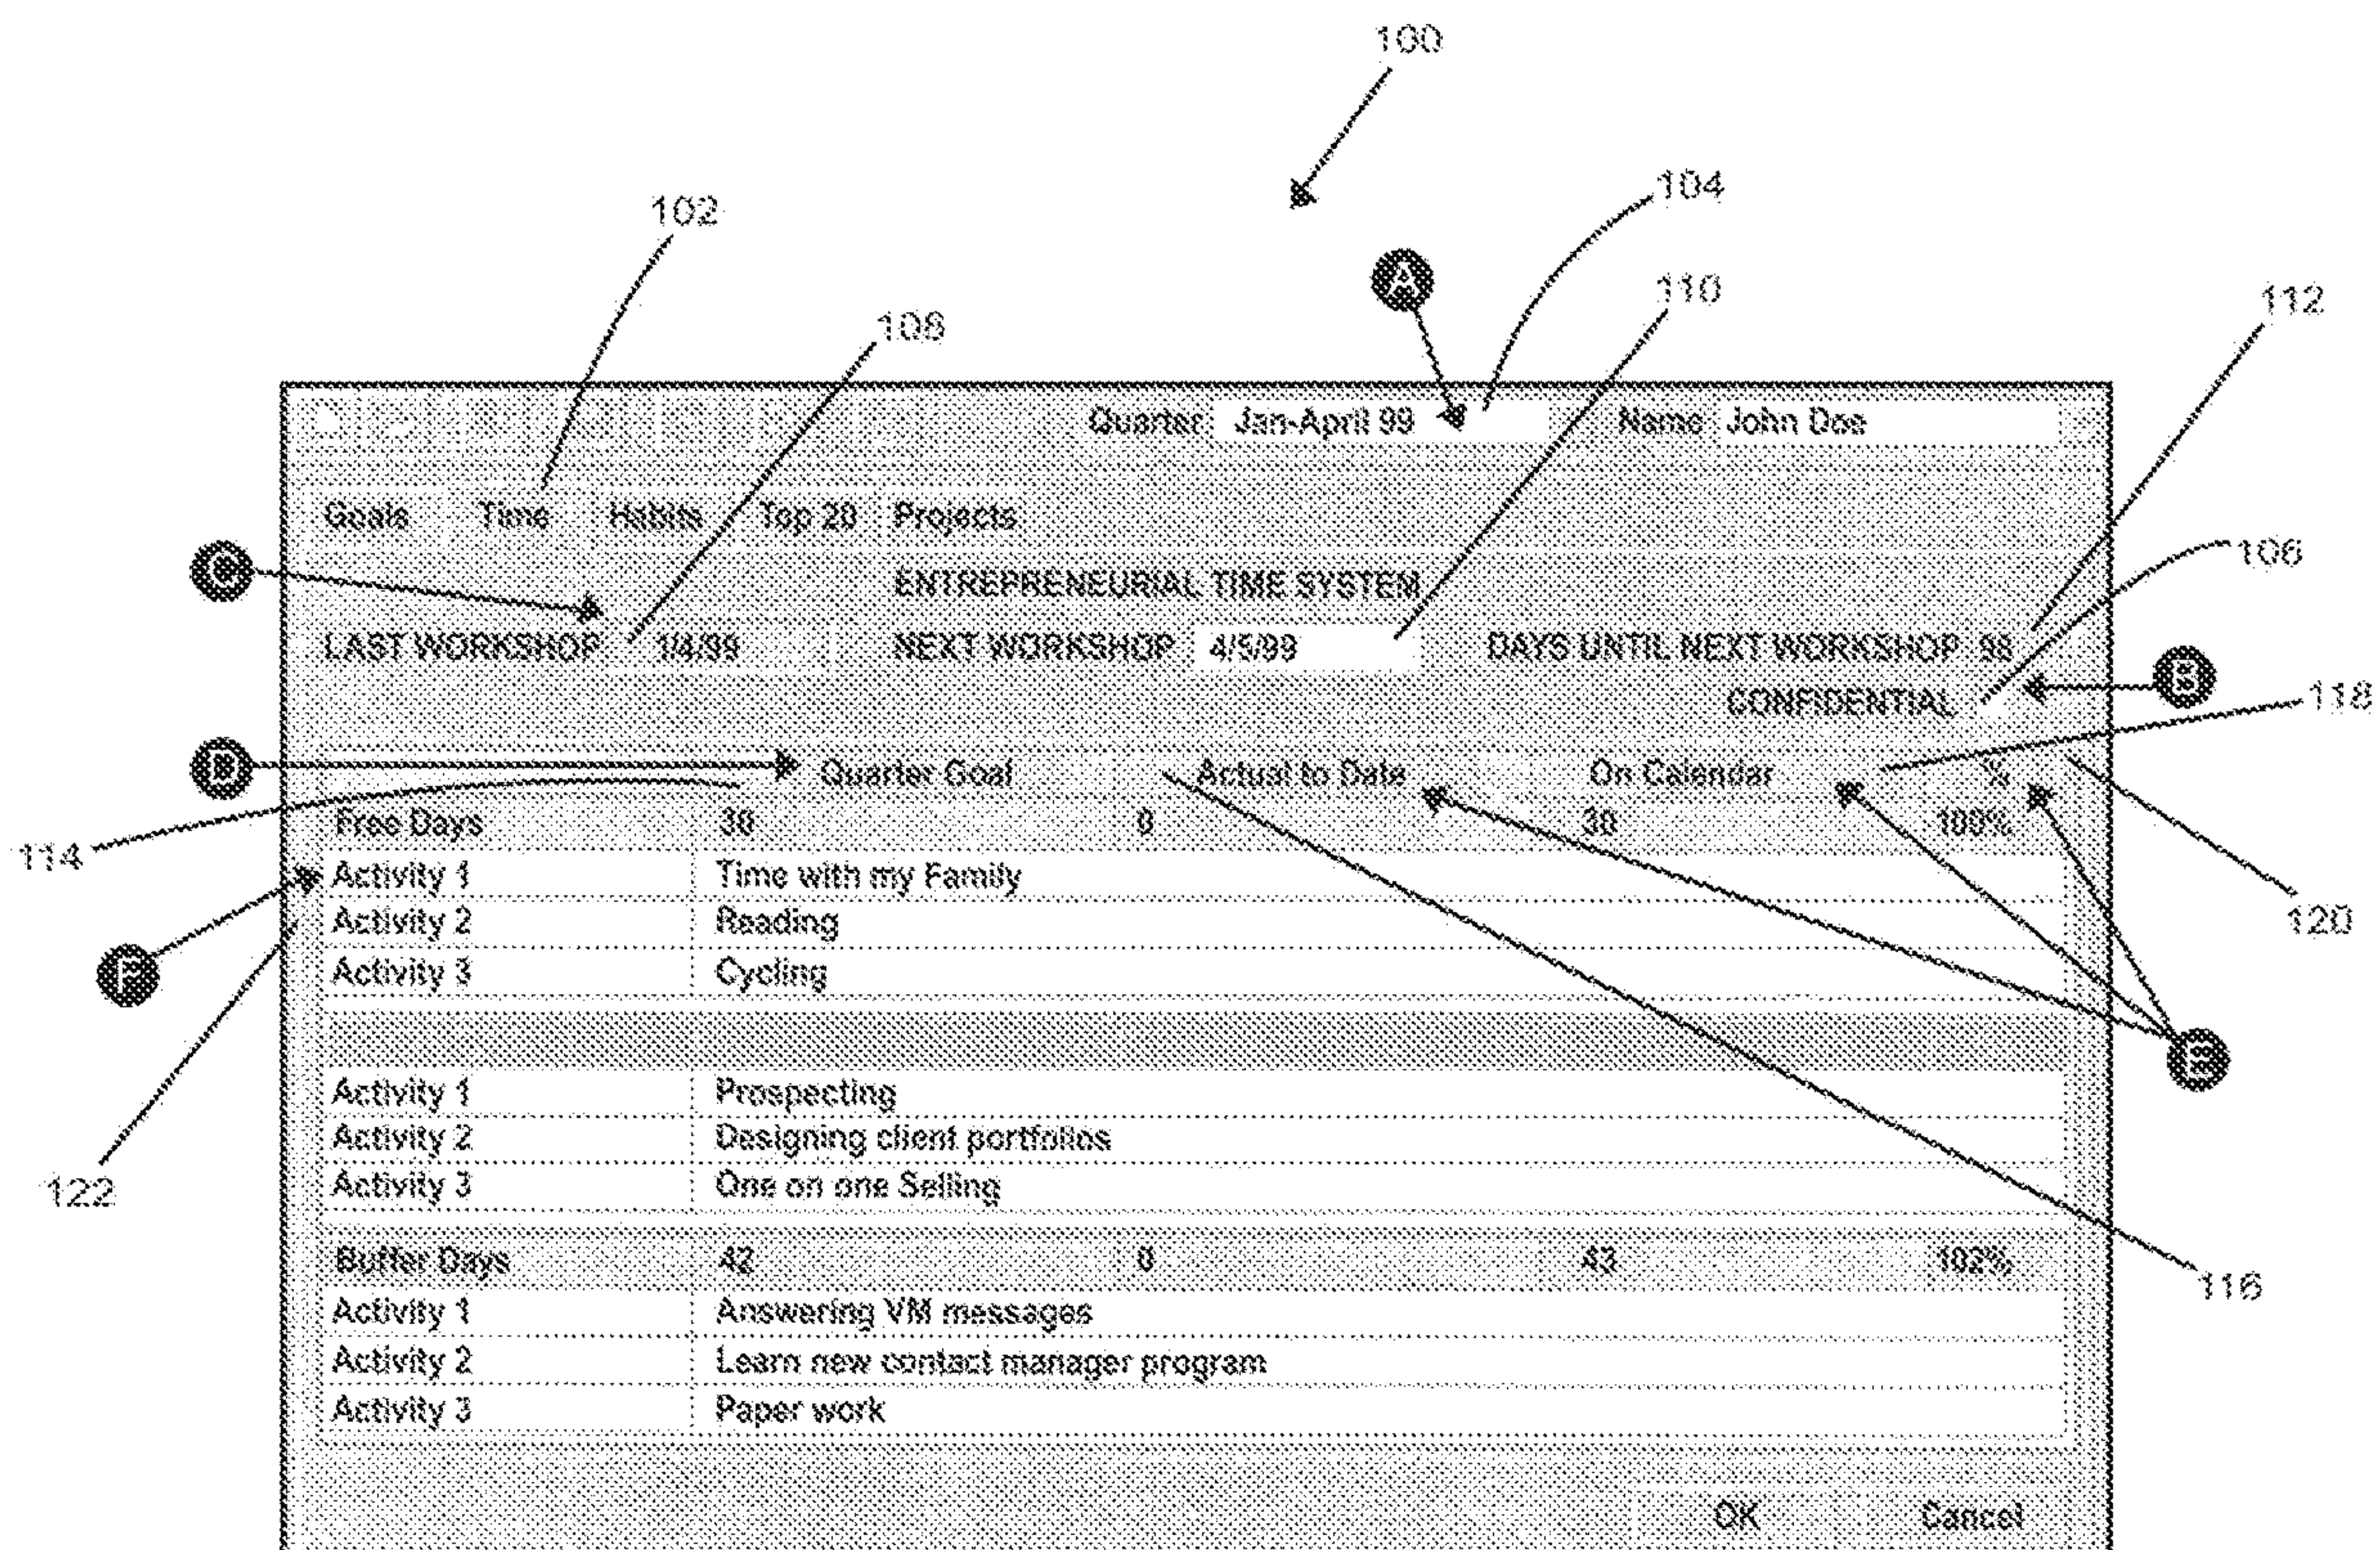 100
104
102
A
110
112
108
Quarter Jan-April 99 Name John Doe
Goals Time Habits Top 20 Projects
C
106
ENTREPRENEURIAL TIME SYSTEM
LAST WORKSHOP 1/4/99 NEXT WORKSHOP 4/5/99 DAYS UNTIL NEXT WORKSHOP 98
B
118
CONFIDENTIAL
D
Quarter Goal Actual to Date On Calendar %
Free Days 30 0 30 100%
114
Activity 1 Time with my Family
Activity 2 Reading
120
Activity 3 Cycling
F
E
Activity 1 Prospecting
Activity 2 Designing client portfolios
Activity 3 One on one Selling
122
Buffer Days 42 0 43 102%
116
Activity 1 Answering VM messages
Activity 2 Learn new contact manager program
Activity 3 Paper work
OK Cancel